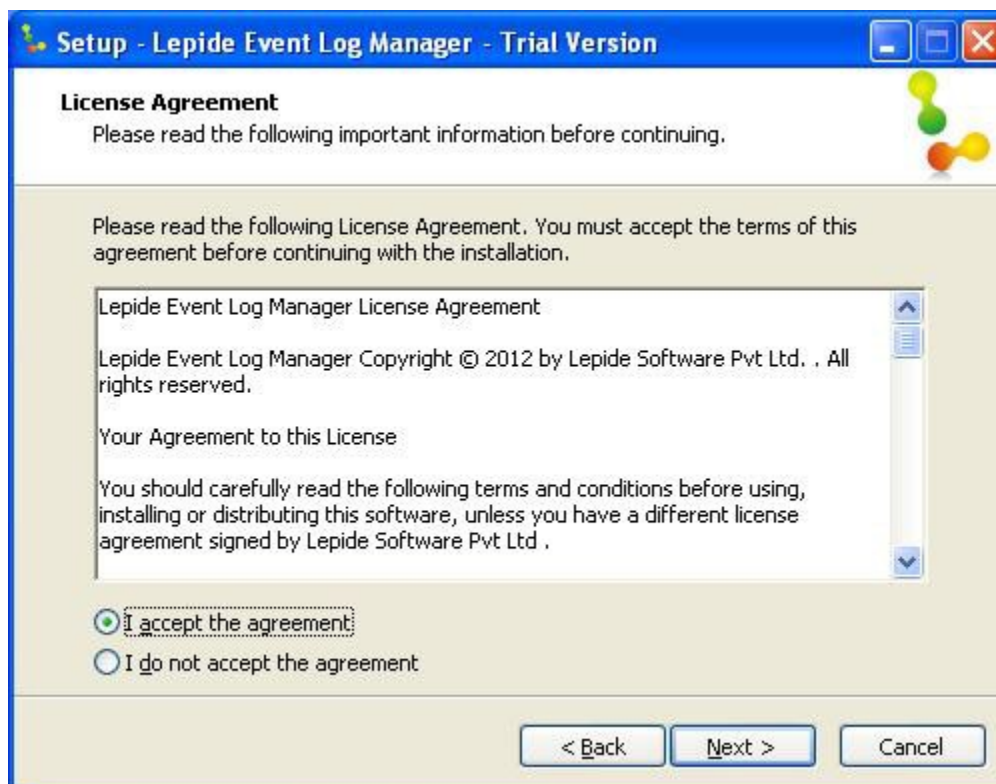 Setup - Lepide Event Log Manager - Trial Version
License Agreement
Please read the following important information before continuing.
Please read the following License Agreement. You must accept the terms of this
agreement before continuing with the installation.
Lepide Event Log Manager License Agreement
Lepide Event Log Manager Copyright © 2012 by Lepide Software Pvt Ltd. . All
rights reserved.
Your Agreement to this License
You should carefully read the following terms and conditions before using,
installing or distributing this software, unless you have a different license
agreement signed by Lepide Software Pvt Ltd .
I accept the agreement
I do not accept the agreement
< Back Next > Cancel